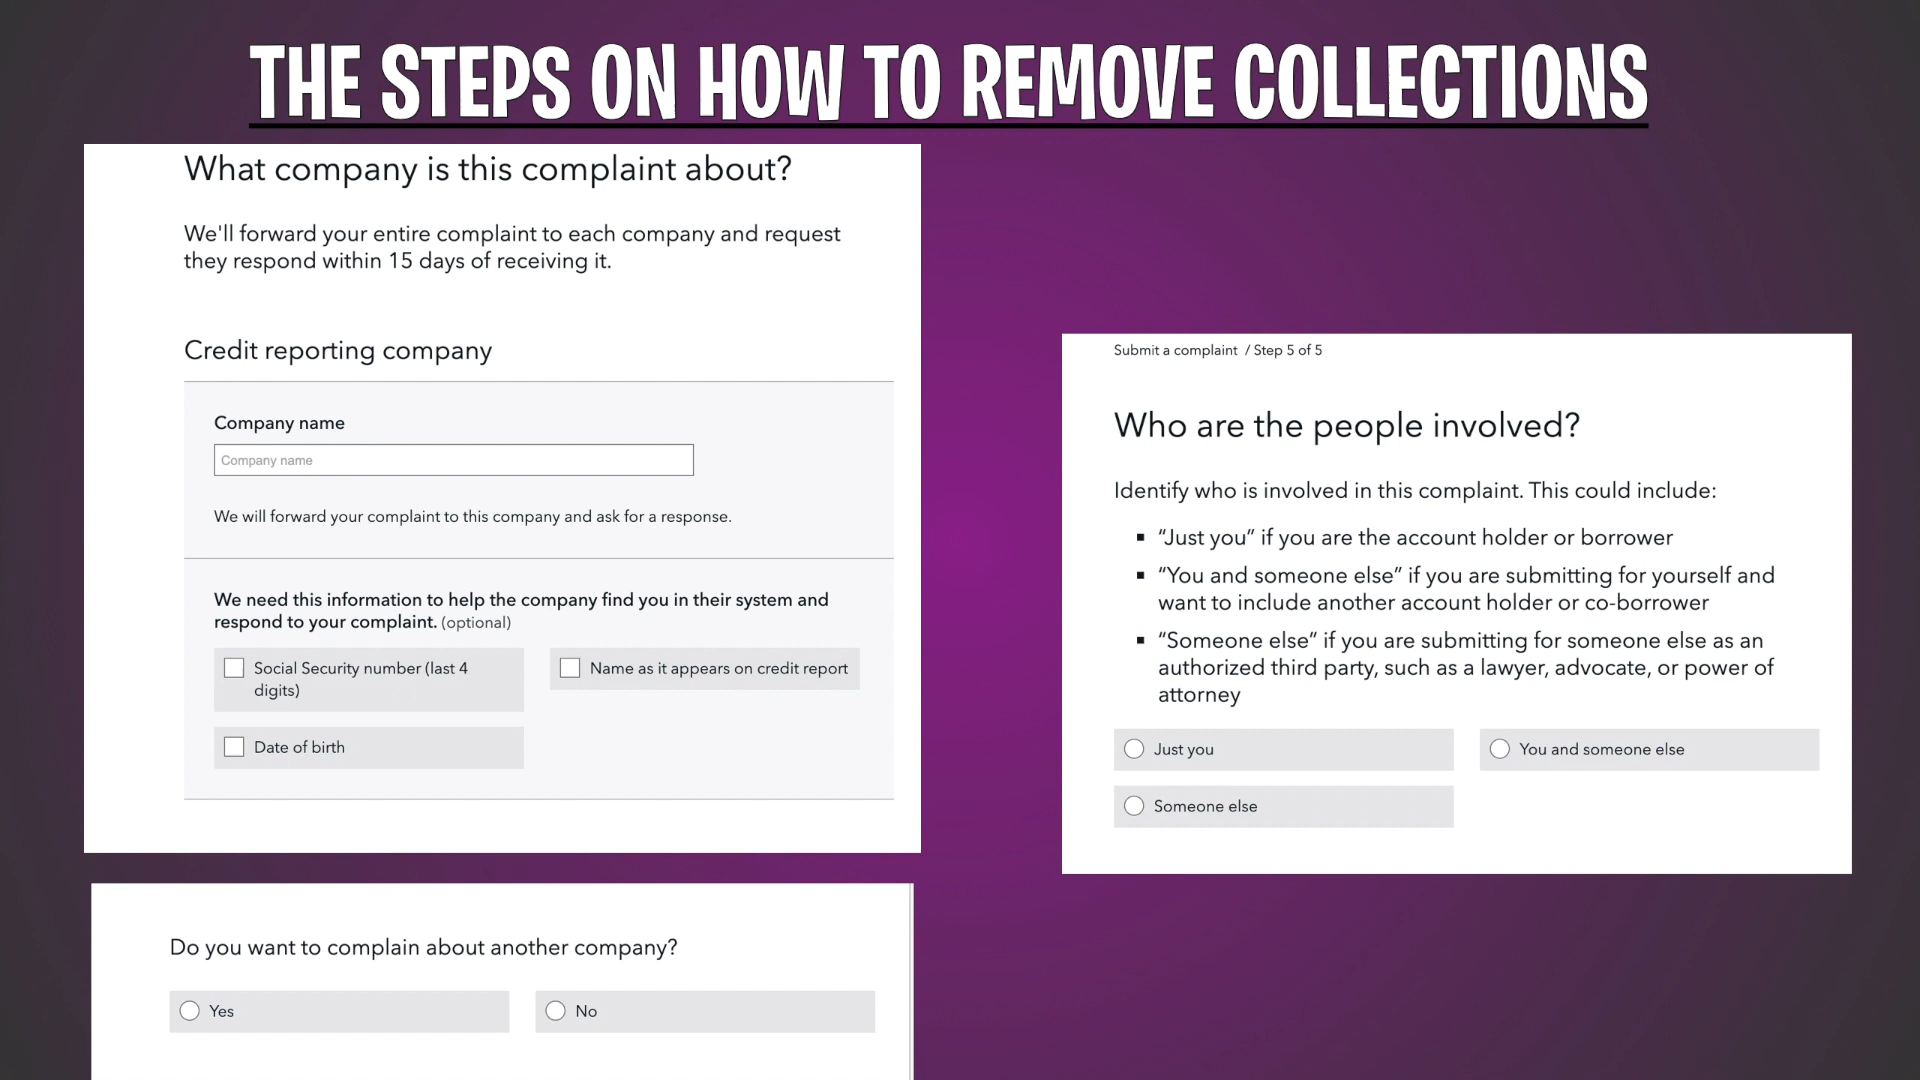 THE STEPS ON HOW TO REMOVE COLLECTIONS
What company is this complaint about?
We'll forward your entire complaint to each company and request
they respond within 15 days of receiving it.
Credit reporting company
Company name
Company name
We will forward your complaint to this company and ask for a response.
We need this information to help the company find you in their system and
respond to your complaint. (optional)
Social Security number (last 4
digits)
Name as it appears on credit report
Date of birth
Do you want to complain about another company?
Yes
No
Submit a complaint / Step 5 of 5
Who are the people involved?
Identify who is involved in this complaint. This could include:
▪ “Just you” if you are the account holder or borrower
▪ “You and someone else” if you are submitting for yourself and
want to include another account holder or co-borrower
▪ “Someone else” if you are submitting for someone else as an
authorized third party, such as a lawyer, advocate, or power of
attorney
Just you
You and someone else
Someone else